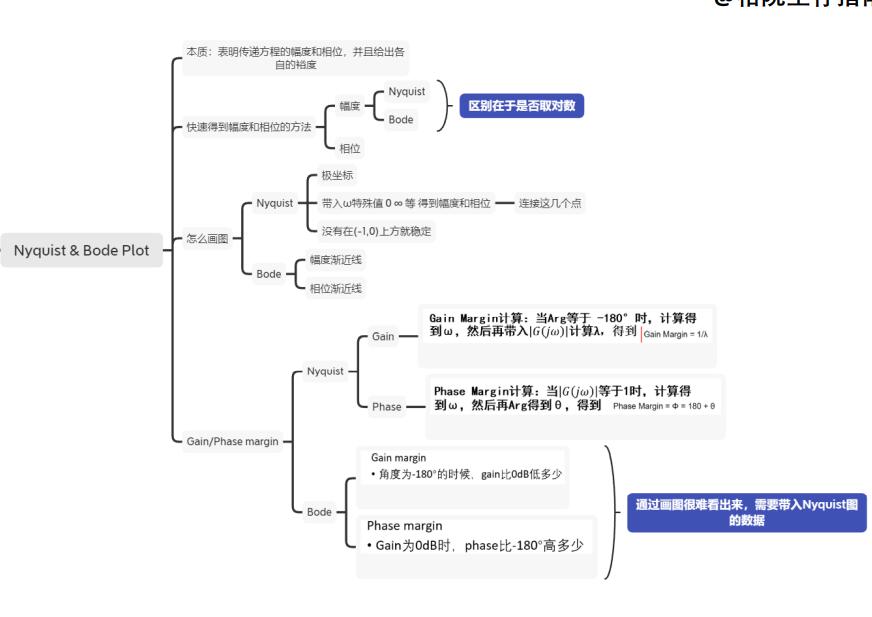 本质：表明传递方程的幅度和相位，并且给出各
自的裕度
快速得到幅度和相位的方法
幅度
Nyquist
Bode
区别在于是否取对数
相位
Nyquist & Bode Plot
怎么画图
Nyquist
极坐标
带入ω特殊值 0 ∞ 等 得到幅度和相位
连接这几个点
没有在(-1,0)上方就稳定
Bode
幅度渐近线
相位渐近线
Gain/Phase margin
Nyquist
Gain
Gain Margin计算：当Arg等于 -180° 时，计算得
到ω，然后再带入|G(jω)|计算λ，得到 Gain Margin = 1/λ
Phase
Phase Margin计算：当|G(jω)|等于1时，计算得
到ω，然后再Arg得到θ，得到 Phase Margin = Φ = 180 + θ
Bode
Gain margin
• 角度为-180°的时候，gain比0dB低多少
Phase margin
• Gain为0dB时，phase比-180°高多少
通过画图很难看出来，需要带入Nyquist图
的数据